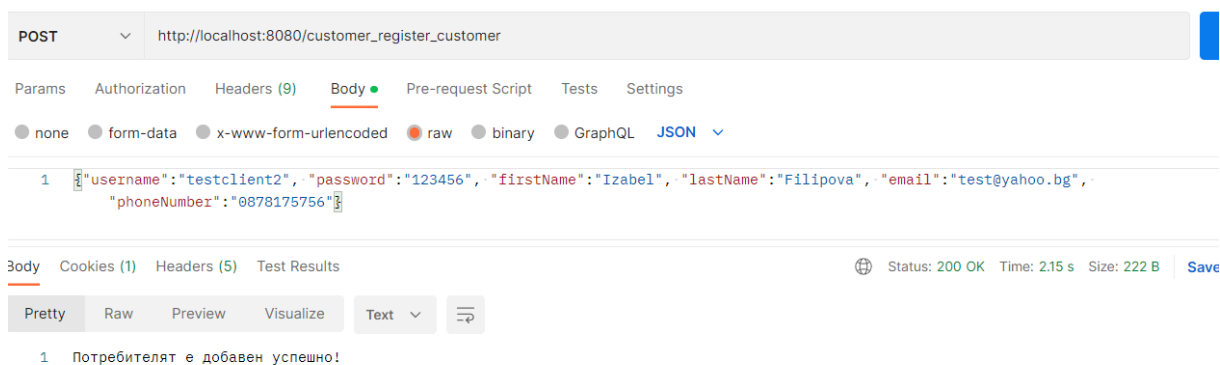 POST http://localhost:8080/customer_register_customer
Params Authorization Headers (9) Body Pre-request Script Tests Settings
none form-data x-www-form-urlencoded raw binary GraphQL JSON
1 {"username":"testclient2", "password":"123456", "firstName":"Izabel", "lastName":"Filipova", "email":"test@yahoo.bg",
"phoneNumber":"0878175756"}
Body Cookies (1) Headers (5) Test Results Status: 200 OK Time: 2.15 s Size: 222 B Save
Pretty Raw Preview Visualize Text
1 Потребителят е добавен успешно!